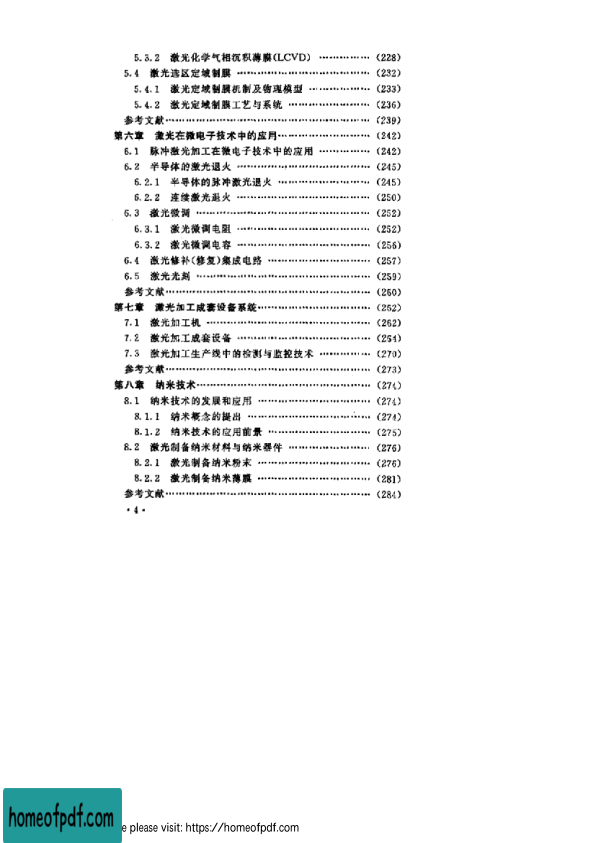 5.3.2 激光化学气相沉积薄膜(LCVD) ……………(228)
5.4 激光选区定域制膜 ……………(232)
5.4.1 激光定域制膜机制及物理模型 ……………(233)
5.4.2 激光定域制膜工艺与系统 ……………(236)
参考文献……………(239)
第六章 激光在微电子技术中的应用……………(242)
6.1 脉冲激光加工在微电子技术中的应用 ……………(242)
6.2 半导体的激光退火 ……………(245)
6.2.1 半导体的脉冲激光退火 ……………(245)
6.2.2 连续激光退火 ……………(250)
6.3 激光微调 ……………(252)
6.3.1 激光微调电阻 ……………(252)
6.3.2 激光微调电容 ……………(256)
6.4 激光修补(修复)集成电路 ……………(257)
6.5 激光光刻 ……………(259)
参考文献……………(260)
第七章 激光加工成套设备系统……………(262)
7.1 激光加工机 ……………(262)
7.2 激光加工成套设备 ……………(264)
7.3 激光加工生产线中的检测与监控技术 ……………(270)
参考文献……………(273)
第八章 纳米技术……………(274)
8.1 纳米技术的发展和应用 ……………(274)
8.1.1 纳米概念的提出 ……………(274)
8.1.2 纳米技术的应用前景 ……………(275)
8.2 激光制备纳米材料与纳米器件 ……………(276)
8.2.1 激光制备纳米粉末 ……………(276)
8.2.2 激光制备纳米薄膜 ……………(281)
参考文献……………(284)
·4·
homeofpdf.com
e please visit: https://homeofpdf.com